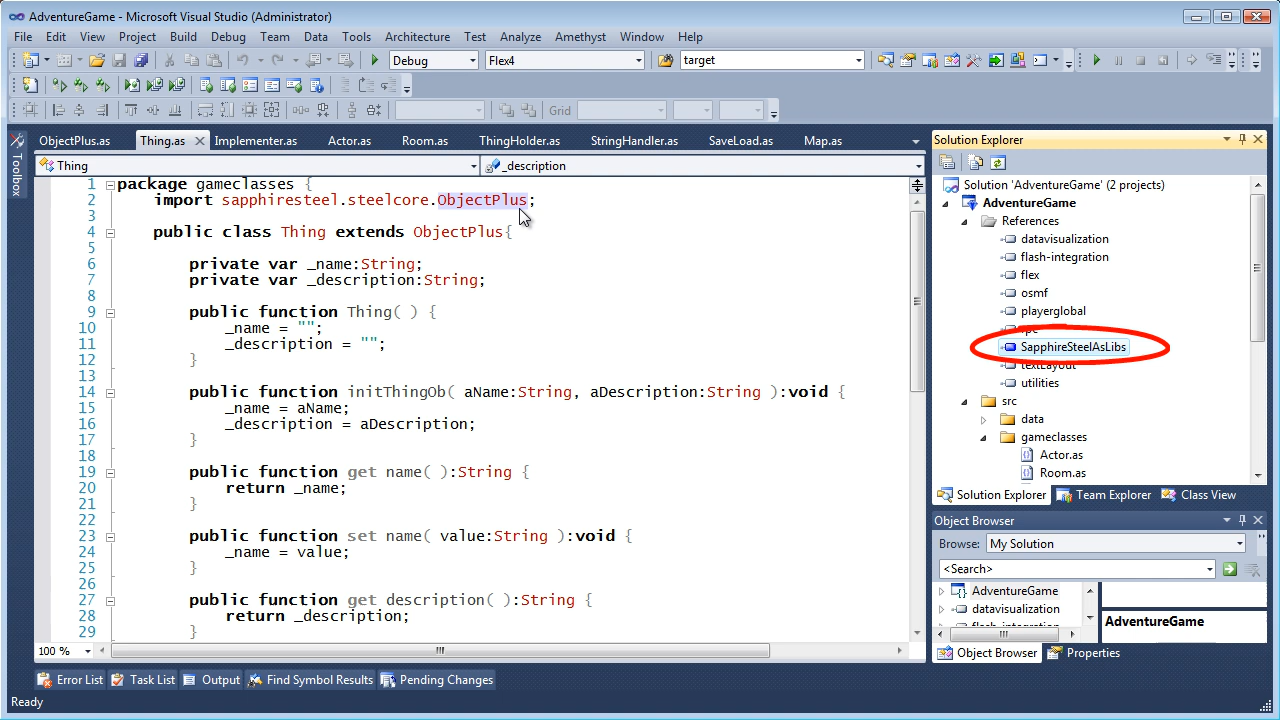 AdventureGame - Microsoft Visual Studio (Administrator)
File Edit View Project Build Debug Team Data Tools Architecture Test Analyze Amethyst Window Help
Debug Flex4 target
Grid
Toolbox
ObjectPlus.as Thing.as Implementer.as Actor.as Room.as ThingHolder.as StringHandler.as SaveLoad.as Map.as
Thing _description
1 package gameclasses {
2 import sapphiresteel.steelcore.ObjectPlus;
3
4 public class Thing extends ObjectPlus{
5
6 private var _name:String;
7 private var _description:String;
8
9 public function Thing( ) {
10 _name = "";
11 _description = "";
12 }
13
14 public function initThingOb( aName:String, aDescription:String ):void {
15 _name = aName;
16 _description = aDescription;
17 }
18
19 public function get name( ):String {
20 return _name;
21 }
22
23 public function set name( value:String ):void {
24 _name = value;
25 }
26
27 public function get description( ):String {
28 return _description;
29 }
100 %
Solution Explorer
Solution 'AdventureGame' (2 projects)
AdventureGame
References
datavisualization
flash-integration
flex
osmf
playerglobal
rpc
SapphireSteelAsLibs
textLayout
utilities
src
data
gameclasses
Actor.as
Room.as
Solution Explorer Team Explorer Class View
Object Browser
Browse: My Solution
<Search>
AdventureGame
datavisualization
flash-integration
AdventureGame
Object Browser Properties
Error List Task List Output Find Symbol Results Pending Changes
Ready